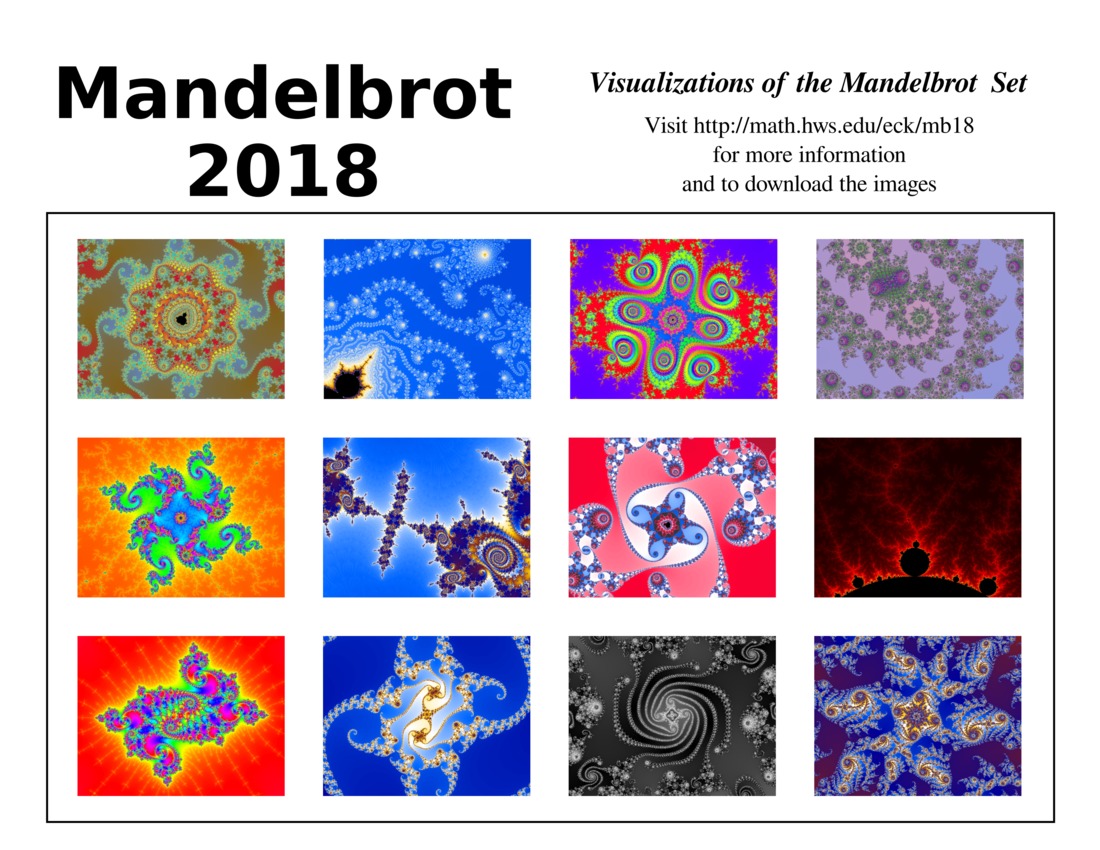 Mandelbrot
2018
Visualizations of the Mandelbrot Set
Visit http://math.hws.edu/eck/mb18
for more information
and to download the images